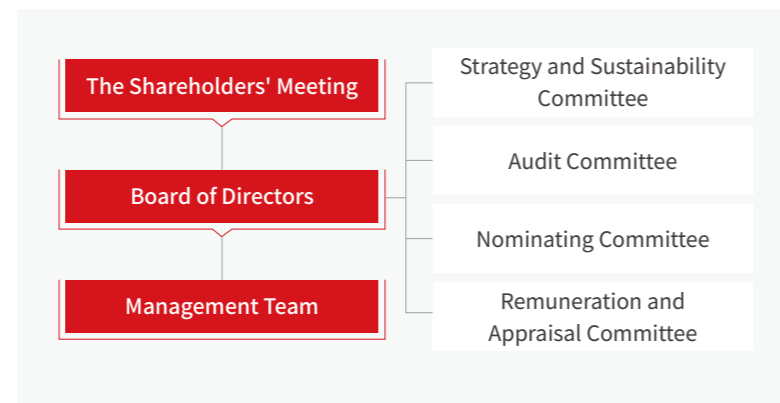 The Shareholders' Meeting
Board of Directors
Management Team
Strategy and Sustainability
Committee
Audit Committee
Nominating Committee
Remuneration and
Appraisal Committee